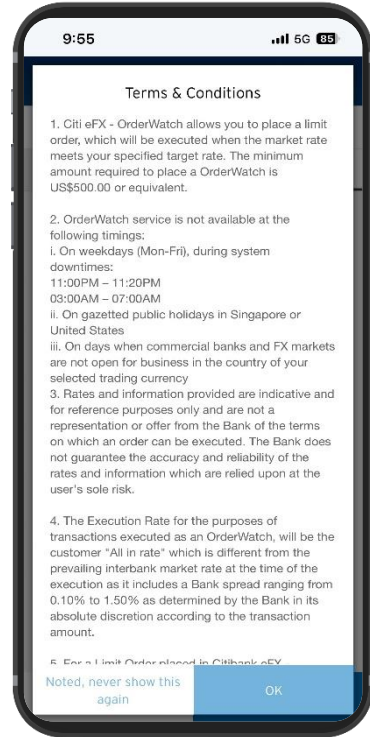 9:55
5G 85
Terms & Conditions
1. Citi eFX - OrderWatch allows you to place a limit
order, which will be executed when the market rate
meets your specified target rate. The minimum
amount required to place a OrderWatch is
US$500.00 or equivalent.
2. OrderWatch service is not available at the
following timings:
i. On weekdays (Mon-Fri), during system
downtimes:
11:00PM – 11:20PM
03:00AM – 07:00AM
ii. On gazetted public holidays in Singapore or
United States
iii. On days when commercial banks and FX markets
are not open for business in the country of your
selected trading currency
3. Rates and information provided are indicative and
for reference purposes only and are not a
representation or offer from the Bank of the terms
on which an order can be executed. The Bank does
not guarantee the accuracy and reliability of the
rates and information which are relied upon at the
user's sole risk.
4. The Execution Rate for the purposes of
transactions executed as an OrderWatch, will be the
customer "All in rate" which is different from the
prevailing interbank market rate at the time of the
execution as it includes a Bank spread ranging from
0.10% to 1.50% as determined by the Bank in its
absolute discretion according to the transaction
amount.
5. For a Limit Order placed in Citibank eFX
Noted, never show this
again
OK